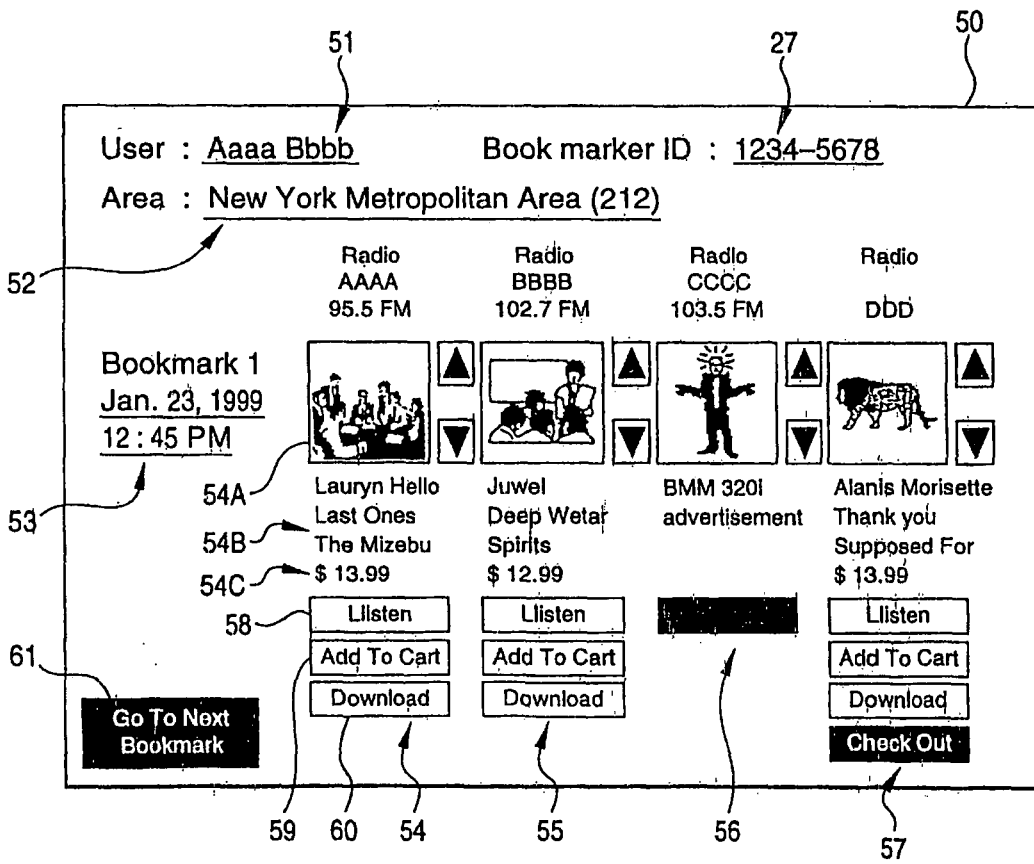 50
51
27
User : Aaaa Bbbb Book marker ID : 1234–5678
Area : New York Metropolitan Area (212)
52
Radio AAAA 95.5 FM
Radio BBBB 102.7 FM
Radio CCCC 103.5 FM
Radio DDD
Bookmark 1
Jan. 23, 1999
12 : 45 PM
53
54A
54B
54C
Lauryn Hello
Last Ones
The Mizebu
$ 13.99
Juwel
Deep Wetar
Spirits
$ 12.99
BMM 320i
advertisement
Alanis Morisette
Thank you
Supposed For
$ 13.99
58
Llisten
Llisten
Llisten
Add To Cart
Add To Cart
Add To Cart
Download
Download
Download
Check Out
61
Go To Next
Bookmark
59
60
54
55
56
57